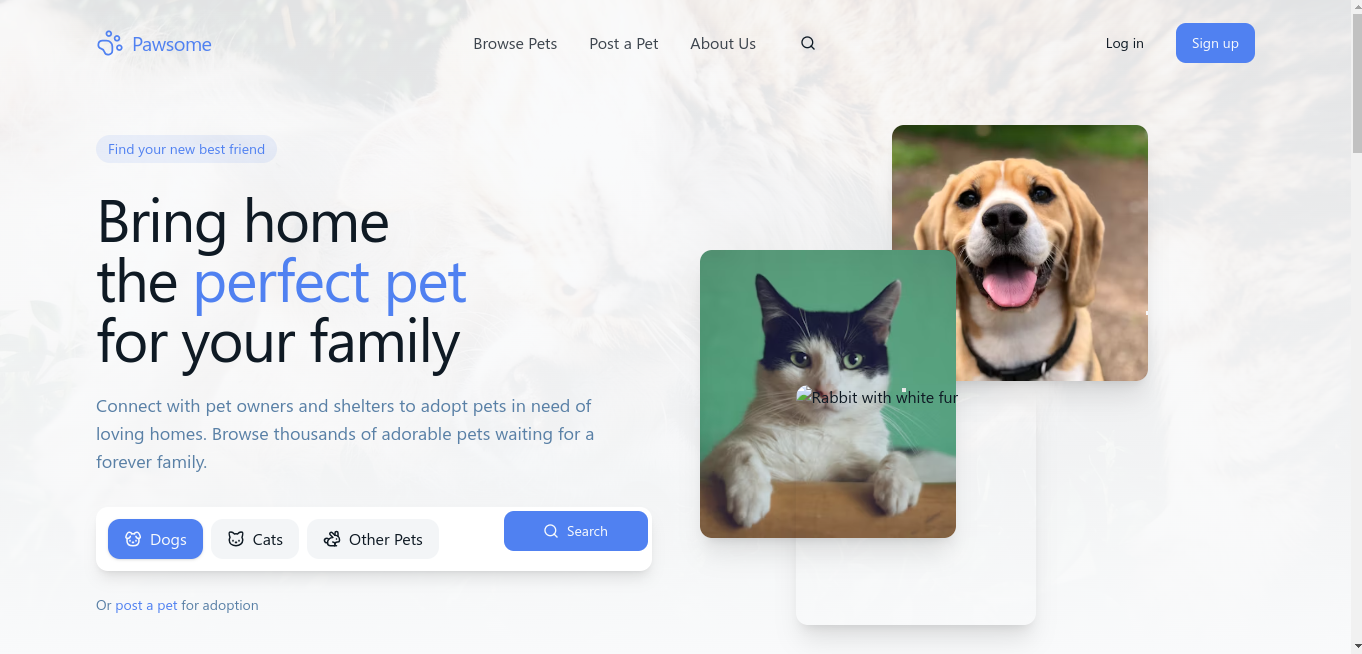 Pawsome
Browse Pets
Post a Pet
About Us
Log in
Sign up
Find your new best friend
Bring home
the perfect pet
for your family
Connect with pet owners and shelters to adopt pets in need of
loving homes. Browse thousands of adorable pets waiting for a
forever family.
Dogs
Cats
Other Pets
Search
Or post a pet for adoption
Rabbit with white fur